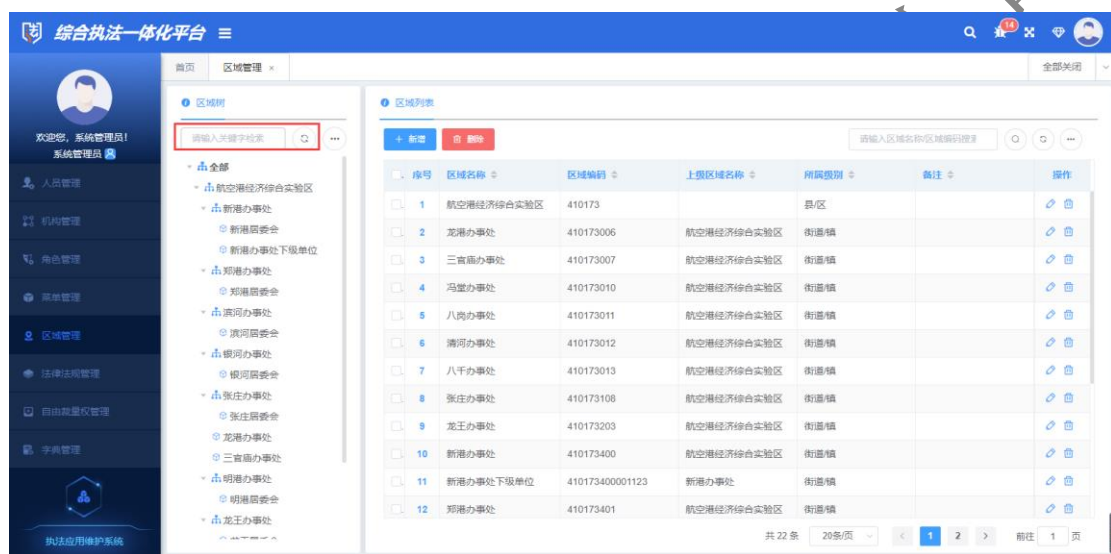 综合执法一体化平台
14
首页 区域管理 × 全部关闭
欢迎您，系统管理员！
系统管理员
人员管理
机构管理
角色管理
菜单管理
区域管理
法律法规管理
自由裁量权管理
字典管理
执法应用维护系统
区域树
请输入关键字检索
全部
航空港经济综合实验区
新港办事处
新港居委会
新港办事处下级单位
郑港办事处
郑港居委会
滨河办事处
滨河居委会
银河办事处
银河居委会
张庄办事处
张庄居委会
龙港办事处
三官庙办事处
明港办事处
明港居委会
龙王办事处
区域列表
+ 新增 删除 请输入区域名称/区域编码搜索
序号 区域名称 区域编码 上级区域名称 所属级别 备注 操作
1 航空港经济综合实验区 410173 县/区
2 龙港办事处 410173006 航空港经济综合实验区 街道/镇
3 三官庙办事处 410173007 航空港经济综合实验区 街道/镇
4 冯堂办事处 410173010 航空港经济综合实验区 街道/镇
5 八岗办事处 410173011 航空港经济综合实验区 街道/镇
6 清河办事处 410173012 航空港经济综合实验区 街道/镇
7 八千办事处 410173013 航空港经济综合实验区 街道/镇
8 张庄办事处 410173108 航空港经济综合实验区 街道/镇
9 龙王办事处 410173203 航空港经济综合实验区 街道/镇
10 新港办事处 410173400 航空港经济综合实验区 街道/镇
11 新港办事处下级单位 410173400001123 新港办事处 街道/镇
12 郑港办事处 410173401 航空港经济综合实验区 街道/镇
共 22 条 20条/页 < 1 2 > 前往 1 页